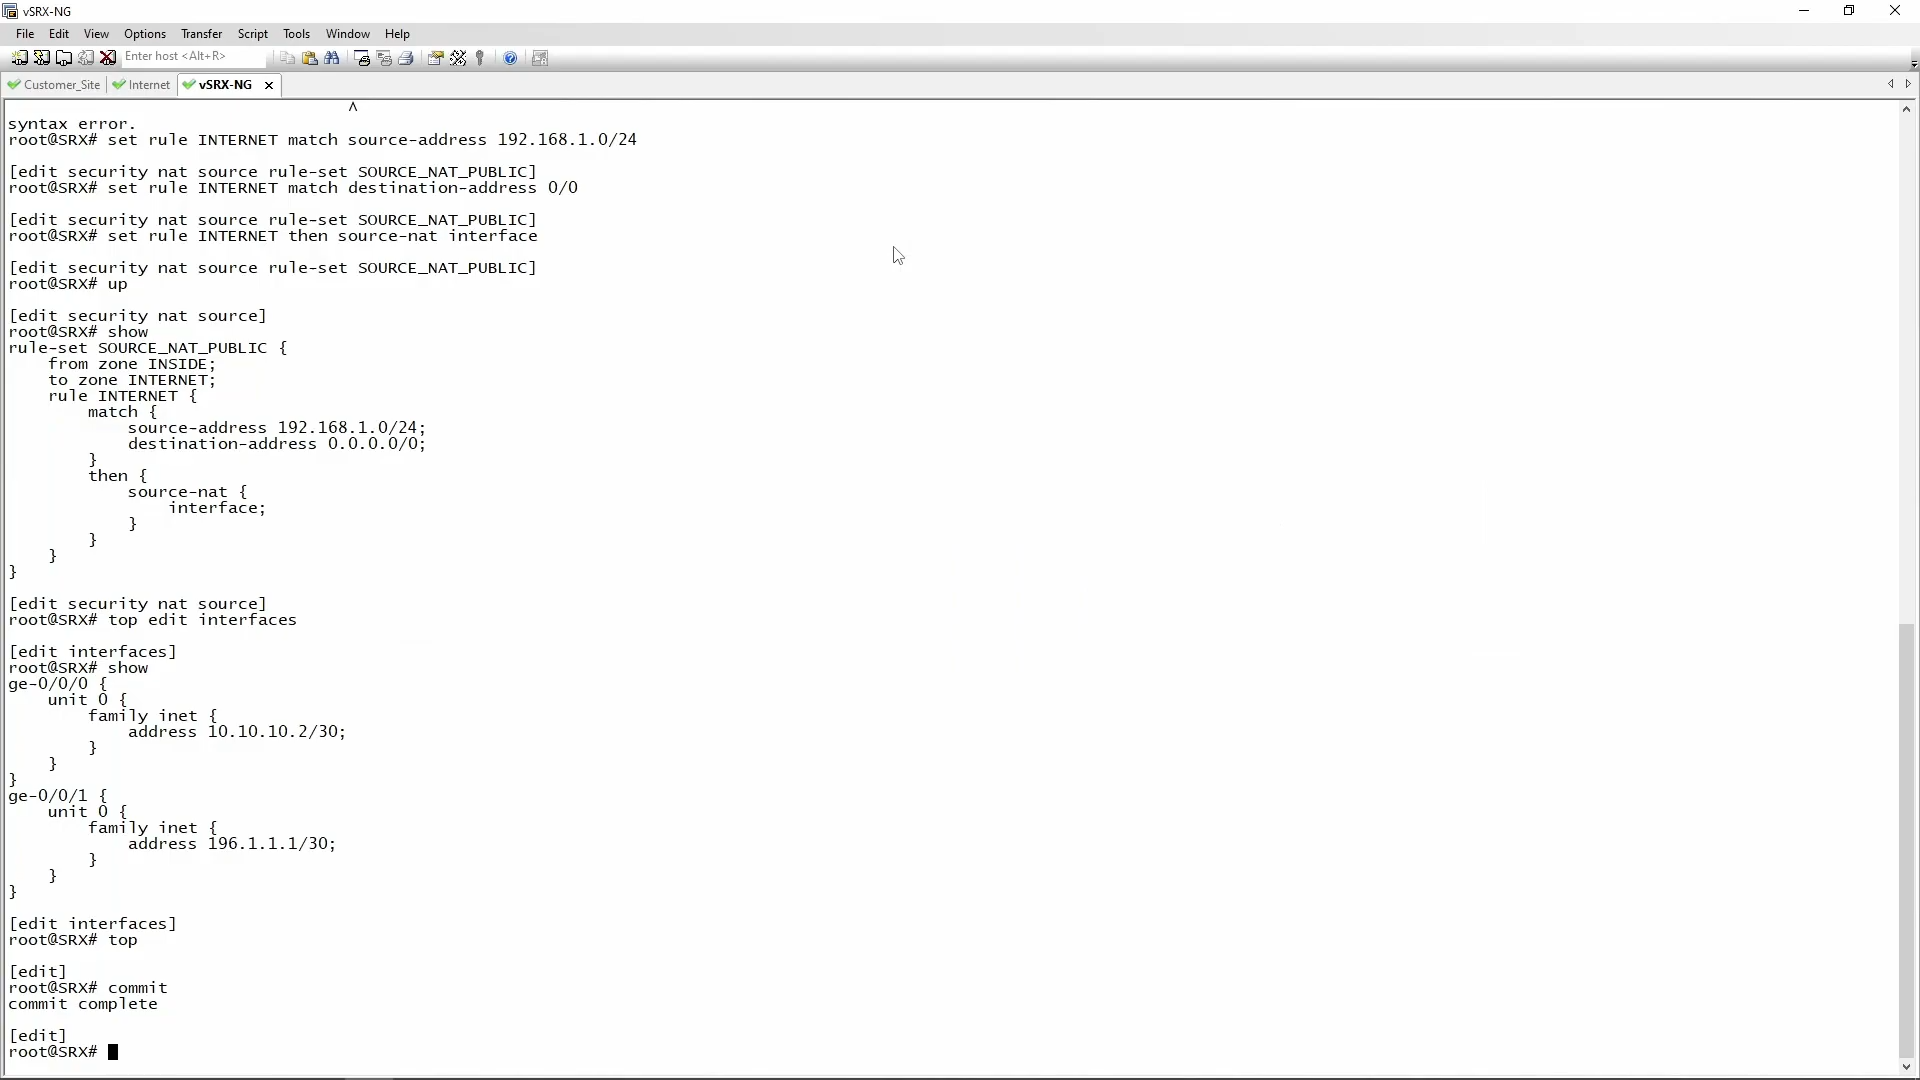 vSRX-NG
File Edit View Options Transfer Script Tools Window Help
Enter host <Alt+R>
Customer_Site Internet vSRX-NG
^
syntax error.
root@SRX# set rule INTERNET match source-address 192.168.1.0/24
[edit security nat source rule-set SOURCE_NAT_PUBLIC]
root@SRX# set rule INTERNET match destination-address 0/0
[edit security nat source rule-set SOURCE_NAT_PUBLIC]
root@SRX# set rule INTERNET then source-nat interface
[edit security nat source rule-set SOURCE_NAT_PUBLIC]
root@SRX# up
[edit security nat source]
root@SRX# show
rule-set SOURCE_NAT_PUBLIC {
    from zone INSIDE;
    to zone INTERNET;
    rule INTERNET {
        match {
            source-address 192.168.1.0/24;
            destination-address 0.0.0.0/0;
        }
        then {
            source-nat {
                interface;
            }
        }
    }
}
[edit security nat source]
root@SRX# top edit interfaces
[edit interfaces]
root@SRX# show
ge-0/0/0 {
    unit 0 {
        family inet {
            address 10.10.10.2/30;
        }
    }
}
ge-0/0/1 {
    unit 0 {
        family inet {
            address 196.1.1.1/30;
        }
    }
}
[edit interfaces]
root@SRX# top
[edit]
root@SRX# commit
commit complete
[edit]
root@SRX#